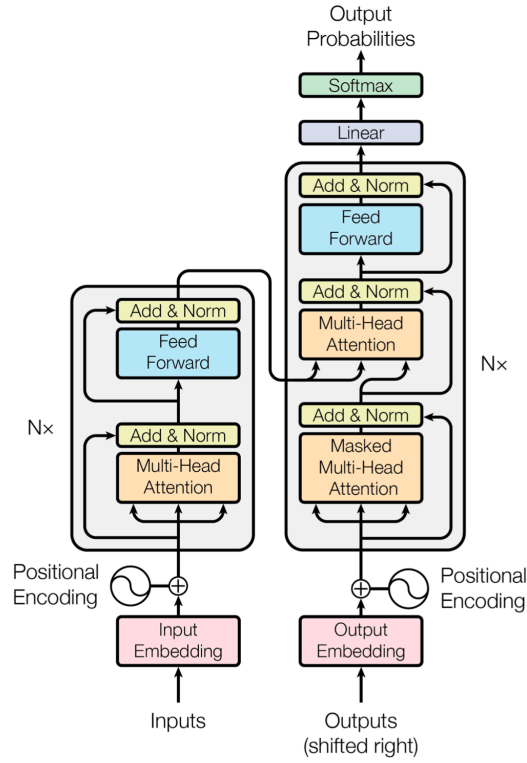 Output
Probabilities
Softmax
Linear
Add & Norm
Feed
Forward
Add & Norm
Multi-Head
Attention
Add & Norm
Masked
Multi-Head
Attention
N×
Add & Norm
Feed
Forward
Add & Norm
Multi-Head
Attention
N×
Positional
Encoding
Positional
Encoding
Input
Embedding
Output
Embedding
Inputs
Outputs
(shifted right)